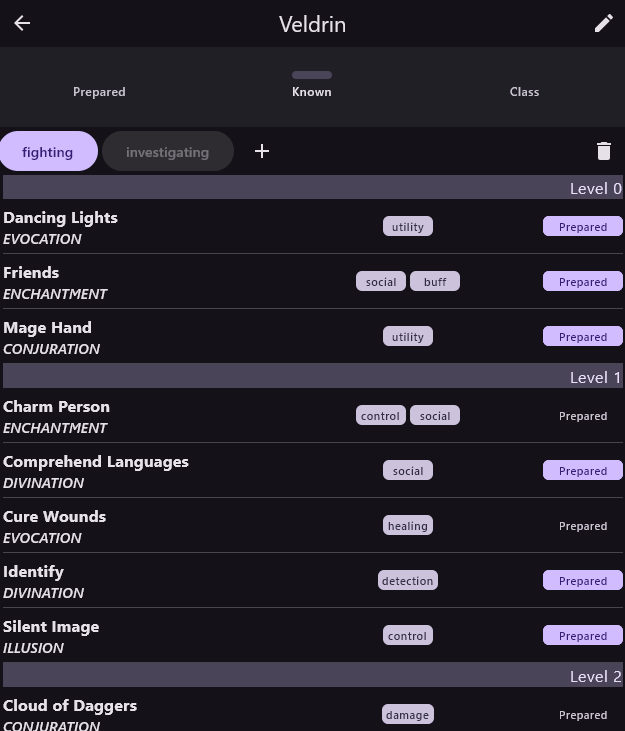 Veldrin
Prepared Known Class
fighting investigating
Level 0
Dancing Lights utility Prepared
EVOCATION
Friends social buff Prepared
ENCHANTMENT
Mage Hand utility Prepared
CONJURATION
Level 1
Charm Person control social Prepared
ENCHANTMENT
Comprehend Languages social Prepared
DIVINATION
Cure Wounds healing Prepared
EVOCATION
Identify detection Prepared
DIVINATION
Silent Image control Prepared
ILLUSION
Level 2
Cloud of Daggers damage Prepared
CONJURATION